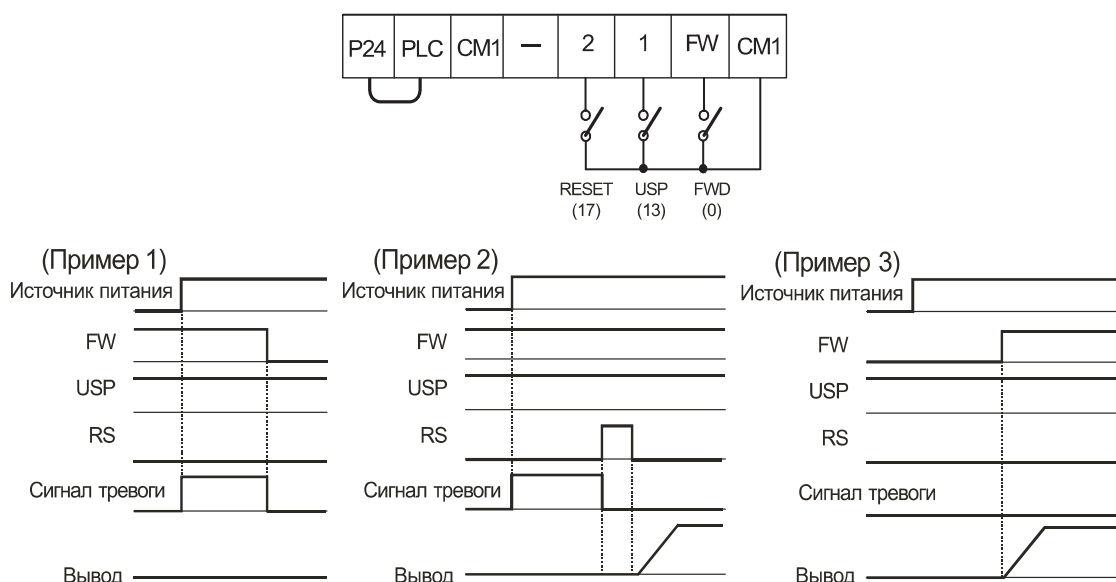 P24 PLC CM1 — 2 1 FW CM1
RESET USP FWD
(17) (13) (0)
(Пример 1)
Источник питания
FW
USP
RS
Сигнал тревоги
Вывод
(Пример 2)
Источник питания
FW
USP
RS
Сигнал тревоги
Вывод
(Пример 3)
Источник питания
FW
USP
RS
Сигнал тревоги
Вывод